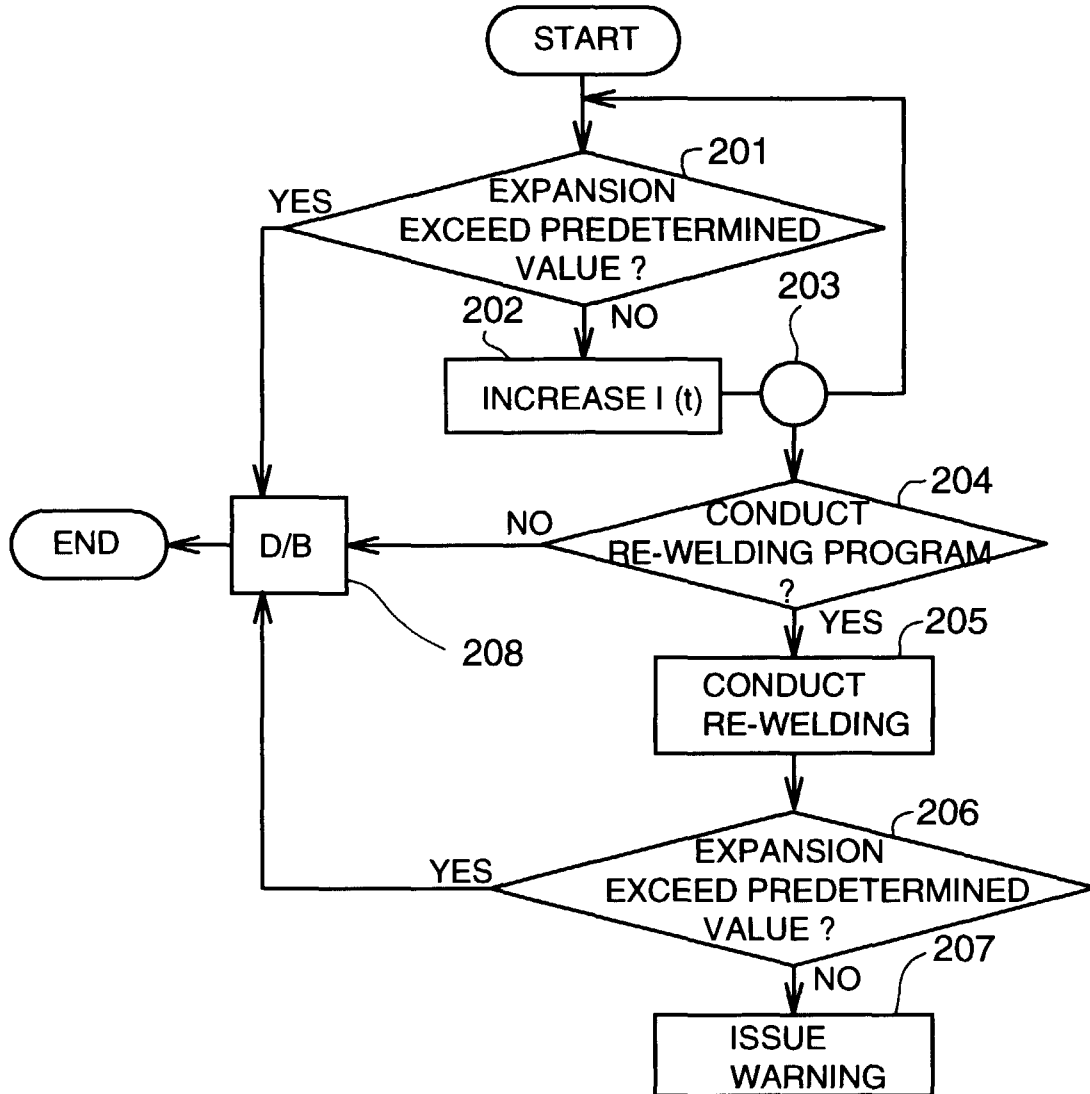 START
201
YES
EXPANSION
EXCEED PREDETERMINED
VALUE ?
202
NO
203
INCREASE I (t)
204
CONDUCT
RE-WELDING PROGRAM
?
NO
END
D/B
208
YES
205
CONDUCT
RE-WELDING
206
EXPANSION
EXCEED PREDETERMINED
VALUE ?
YES
207
NO
ISSUE
WARNING